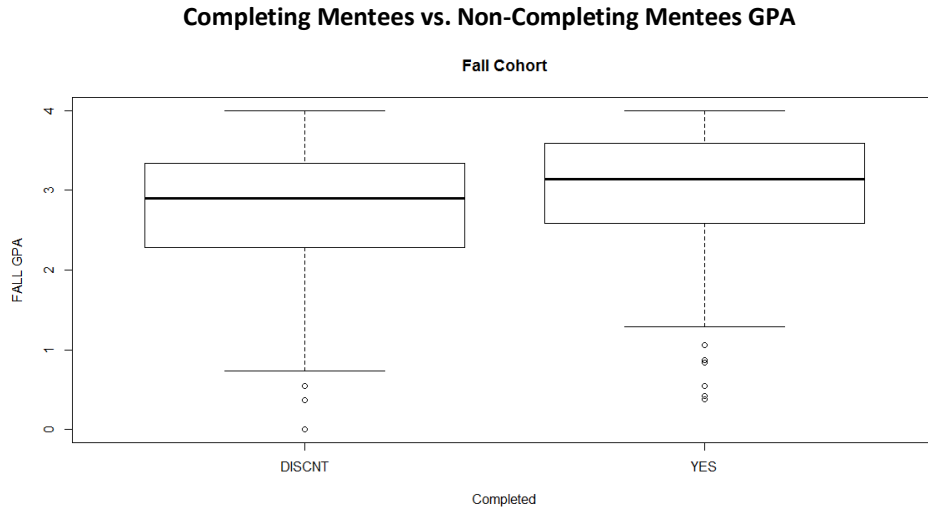 Completing Mentees vs. Non-Completing Mentees GPA
Fall Cohort
4
3
2
1
0
FALL GPA
DISCNT YES
Completed